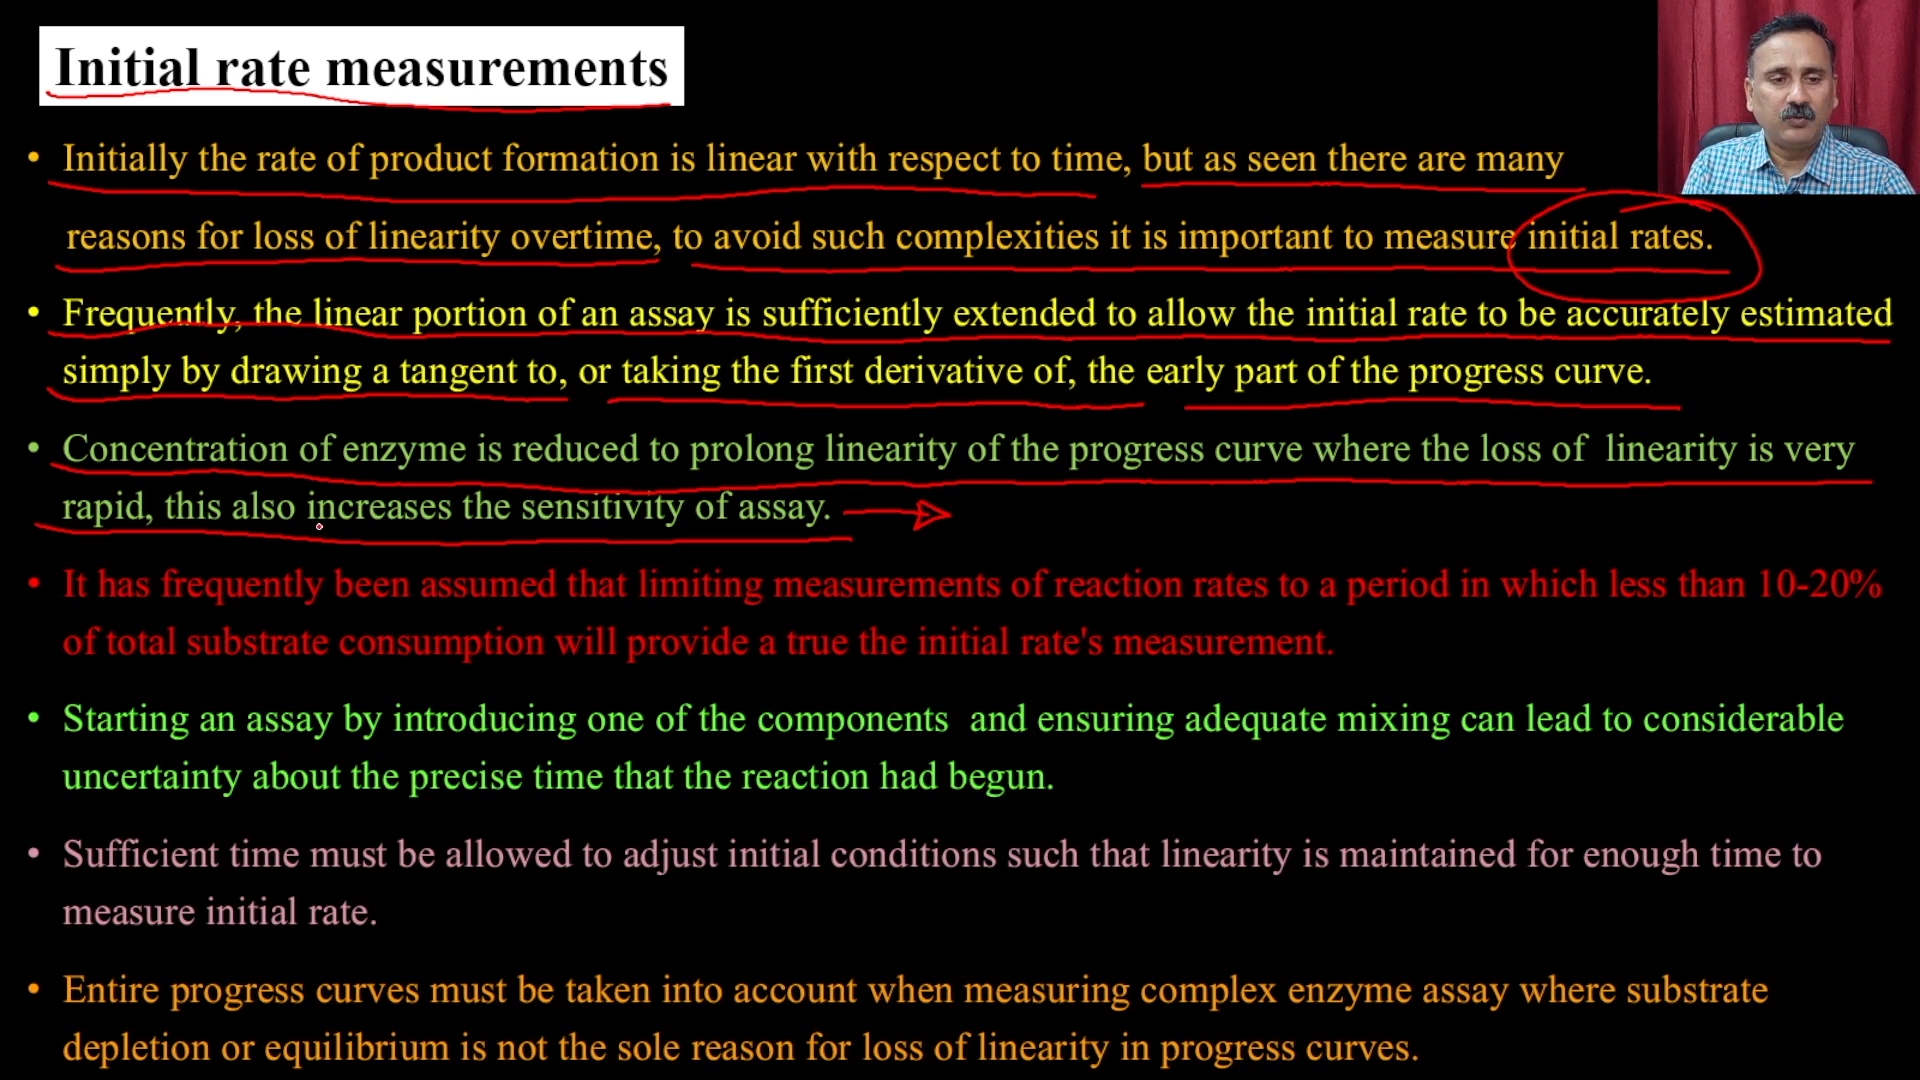 Initial rate measurements
• Initially the rate of product formation is linear with respect to time, but as seen there are many
reasons for loss of linearity overtime, to avoid such complexities it is important to measure initial rates.
• Frequently, the linear portion of an assay is sufficiently extended to allow the initial rate to be accurately estimated
simply by drawing a tangent to, or taking the first derivative of, the early part of the progress curve.
• Concentration of enzyme is reduced to prolong linearity of the progress curve where the loss of linearity is very
rapid, this also increases the sensitivity of assay.
• It has frequently been assumed that limiting measurements of reaction rates to a period in which less than 10-20%
of total substrate consumption will provide a true the initial rate's measurement.
• Starting an assay by introducing one of the components and ensuring adequate mixing can lead to considerable
uncertainty about the precise time that the reaction had begun.
• Sufficient time must be allowed to adjust initial conditions such that linearity is maintained for enough time to
measure initial rate.
• Entire progress curves must be taken into account when measuring complex enzyme assay where substrate
depletion or equilibrium is not the sole reason for loss of linearity in progress curves.